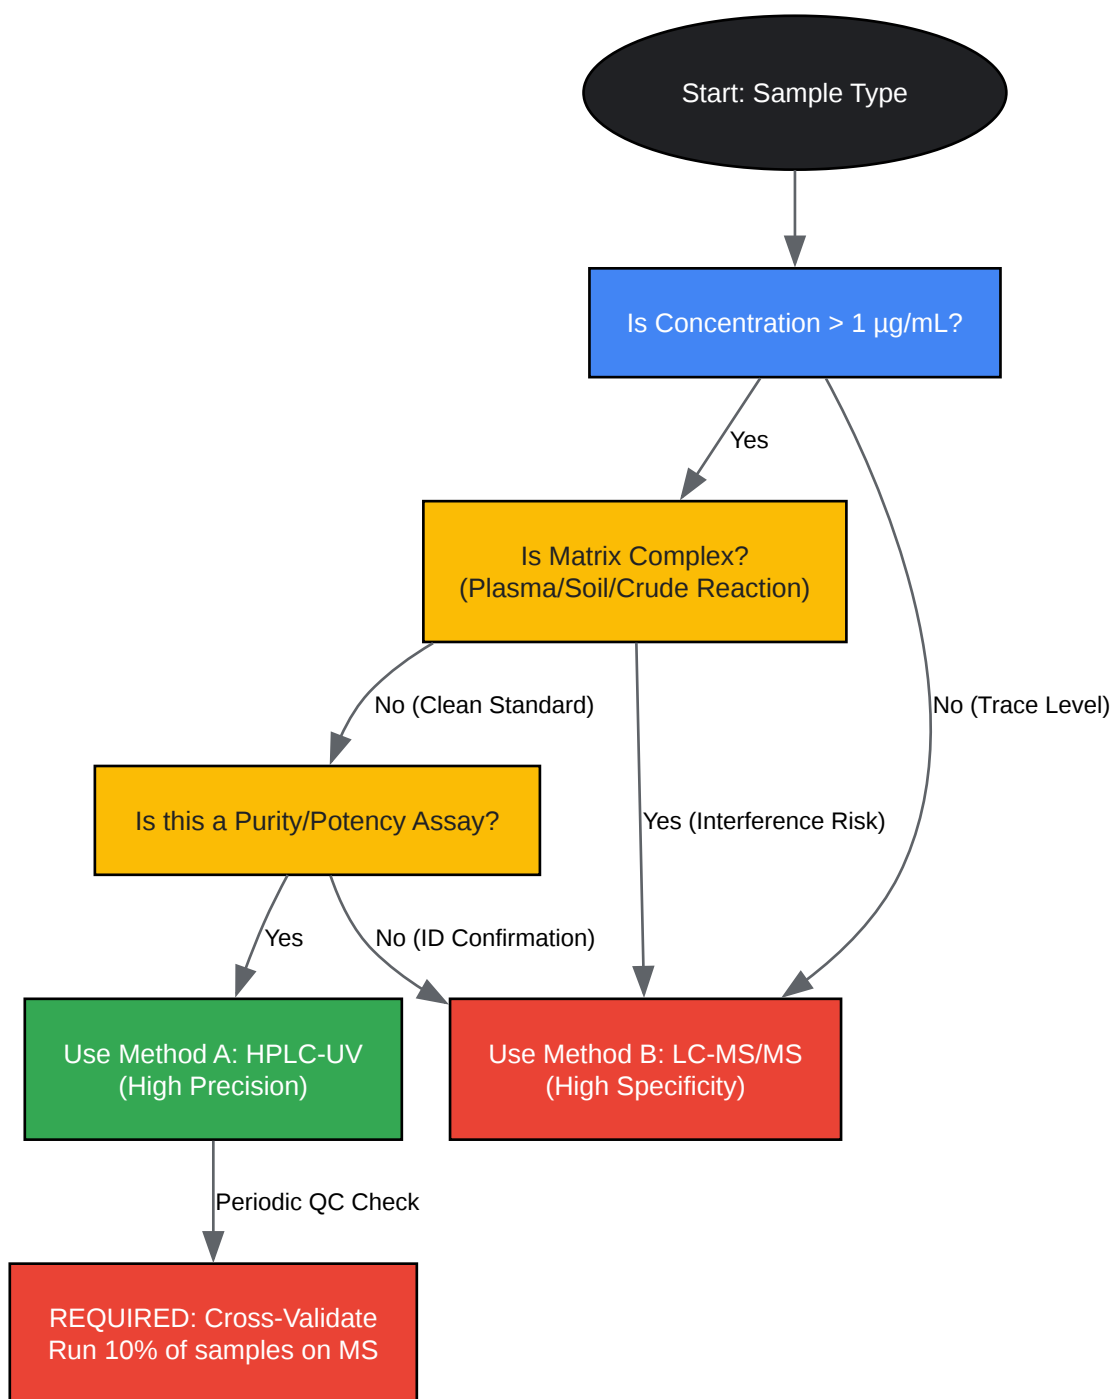 Start: Sample Type
Is Concentration > 1 µg/mL?
Yes
Is Matrix Complex?
(Plasma/Soil/Crude Reaction)
No (Clean Standard)
No (Trace Level)
Is this a Purity/Potency Assay?
Yes (Interference Risk)
Yes
No (ID Confirmation)
Use Method A: HPLC-UV
(High Precision)
Use Method B: LC-MS/MS
(High Specificity)
Periodic QC Check
REQUIRED: Cross-Validate
Run 10% of samples on MS